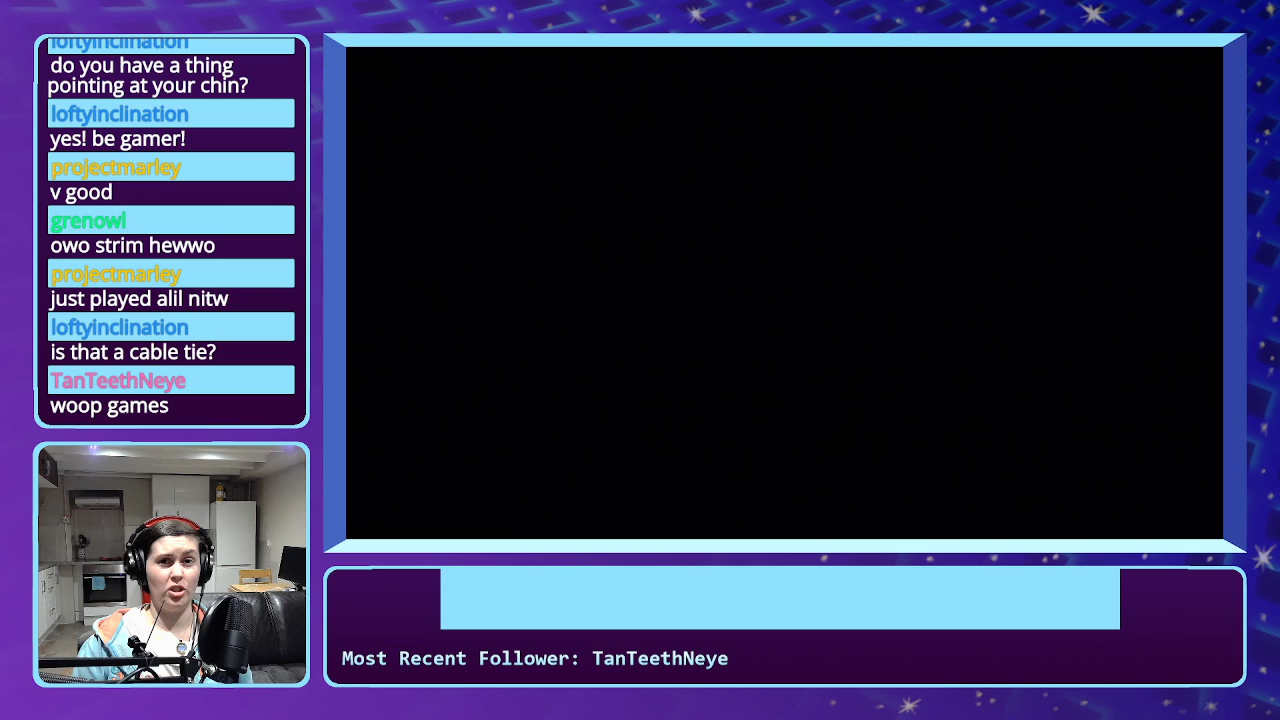 loftyinclination
do you have a thing
pointing at your chin?
loftyinclination
yes! be gamer!
projectmarley
v good
grenowl
owo strim hewwo
projectmarley
just played alil nitw
loftyinclination
is that a cable tie?
TanTeethNeye
woop games
Most Recent Follower: TanTeethNeye